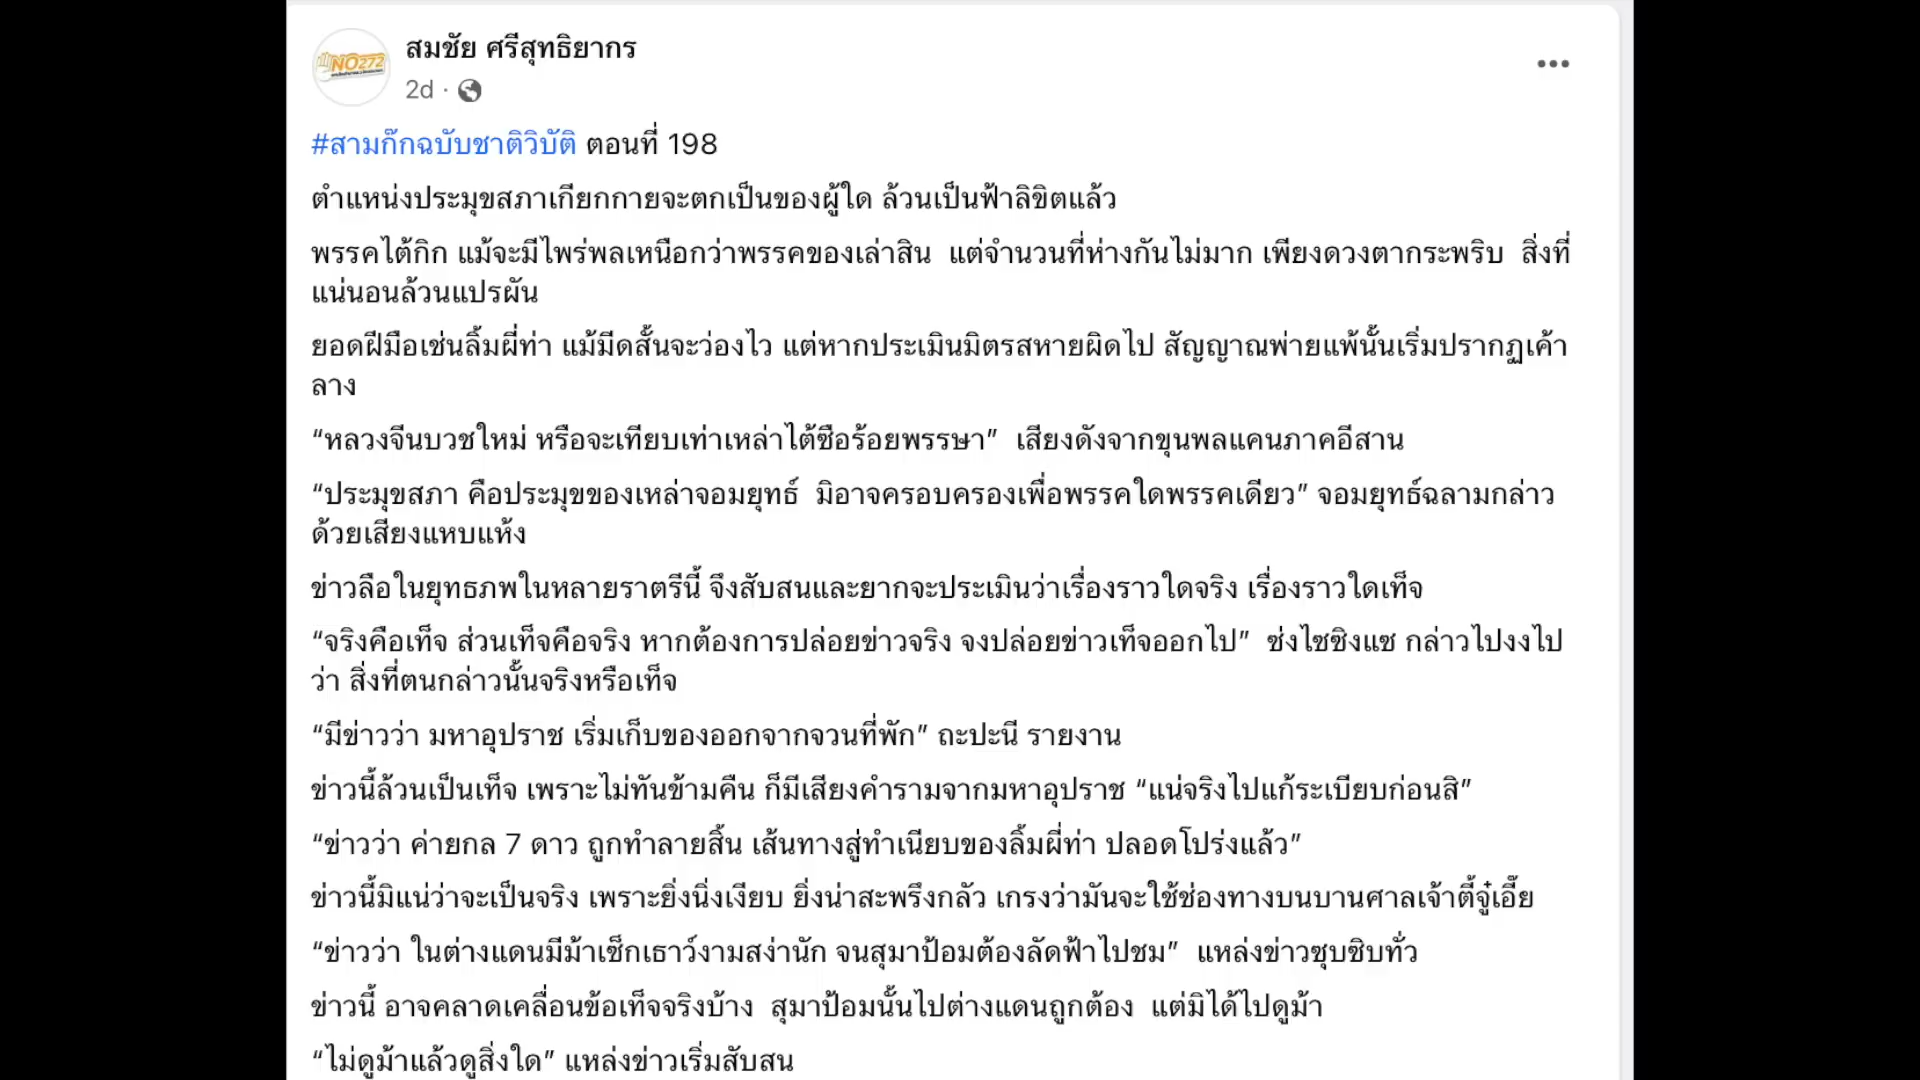 NO272
สมชัย ศรีสุทธิยากร
2d ·
#สามก๊กฉบับชาติวิบัติ ตอนที่ 198
ตำแหน่งประมุขสภาเกียกกายจะตกเป็นของผู้ใด ล้วนเป็นฟ้าลิขิตแล้ว
พรรคไต้กิก แม้จะมีไพร่พลเหนือกว่าพรรคของเล่าสิน แต่จำนวนที่ห่างกันไม่มาก เพียงดวงตากระพริบ สิ่งที่
แน่นอนล้วนแปรผัน
ยอดฝีมือเช่นลิ้มผี่ท่า แม้มีดสั้นจะว่องไว แต่หากประเมินมิตรสหายผิดไป สัญญาณพ่ายแพ้นั้นเริ่มปรากฏเค้า
ลาง
“หลวงจีนบวชใหม่ หรือจะเทียบเท่าเหล่าไต้ซือร้อยพรรษา” เสียงดังจากขุนพลแคนภาคอีสาน
“ประมุขสภา คือประมุขของเหล่าจอมยุทธ์ มิอาจครอบครองเพื่อพรรคใดพรรคเดียว” จอมยุทธ์ฉลามกล่าว
ด้วยเสียงแหบแห้ง
ข่าวลือในยุทธภพในหลายราตรีนี้ จึงสับสนและยากจะประเมินว่าเรื่องราวใดจริง เรื่องราวใดเท็จ
“จริงคือเท็จ ส่วนเท็จคือจริง หากต้องการปล่อยข่าวจริง จงปล่อยข่าวเท็จออกไป” ซ่งไซซิงแซ กล่าวไปงงไป
ว่า สิ่งที่ตนกล่าวนั้นจริงหรือเท็จ
“มีข่าวว่า มหาอุปราช เริ่มเก็บของออกจากจวนที่พัก” ถะปะนี รายงาน
ข่าวนี้ล้วนเป็นเท็จ เพราะไม่ทันข้ามคืน ก็มีเสียงคำรามจากมหาอุปราช “แน่จริงไปแก้ระเบียบก่อนสิ”
“ข่าวว่า ค่ายกล 7 ดาว ถูกทำลายสิ้น เส้นทางสู่ทำเนียบของลิ้มผี่ท่า ปลอดโปร่งแล้ว”
ข่าวนี้มิแน่ว่าจะเป็นจริง เพราะยิ่งนิ่งเงียบ ยิ่งน่าสะพรึงกลัว เกรงว่ามันจะใช้ช่องทางบนบานศาลเจ้าตี้จู๋เอี๊ย
“ข่าวว่า ในต่างแดนมีม้าเซ็กเธาว์งามสง่านัก จนสุมาป้อมต้องลัดฟ้าไปชม” แหล่งข่าวซุบซิบทั่ว
ข่าวนี้ อาจคลาดเคลื่อนข้อเท็จจริงบ้าง สุมาป้อมนั้นไปต่างแดนถูกต้อง แต่มิได้ไปดูม้า
“ไม่ดูม้าแล้วดูสิ่งใด” แหล่งข่าวเริ่มสับสน